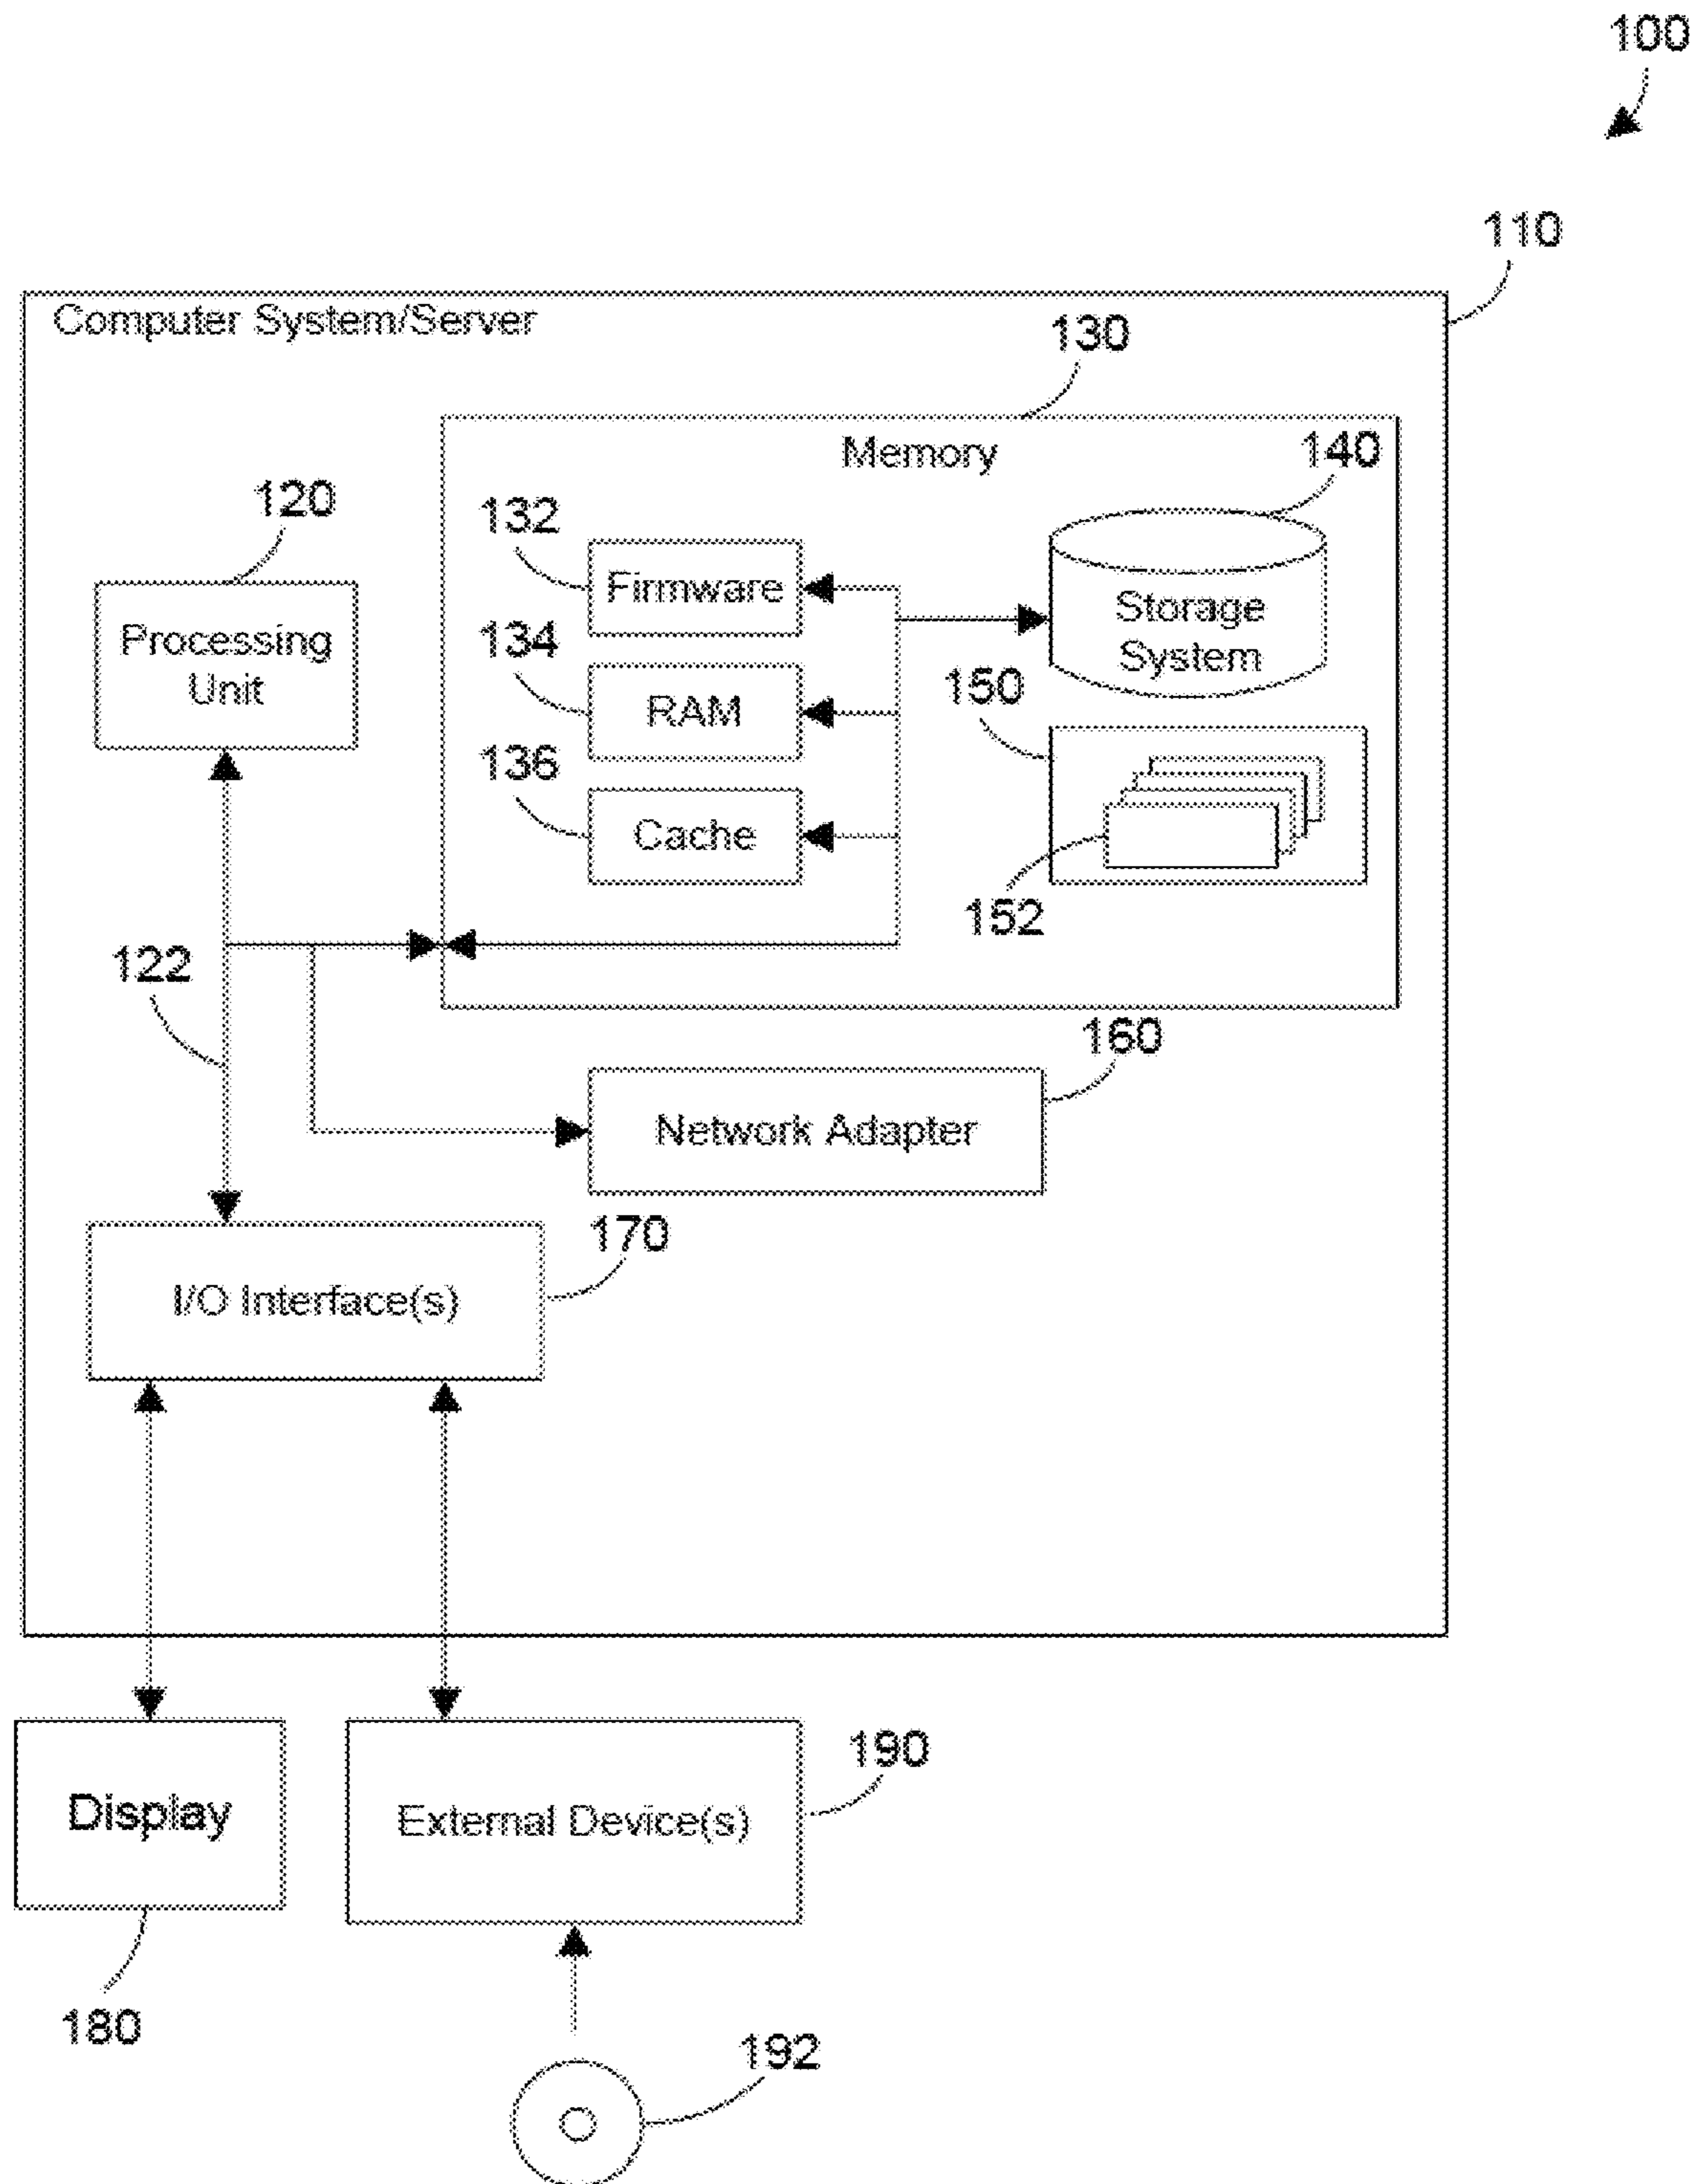 100
110
Computer System/Server
130
Memory
140
120
132
Firmware
Storage
System
Processing
Unit
134
RAM
150
136
Cache
152
122
160
Network Adapter
170
I/O Interface(s)
190
Display
External Device(s)
180
192